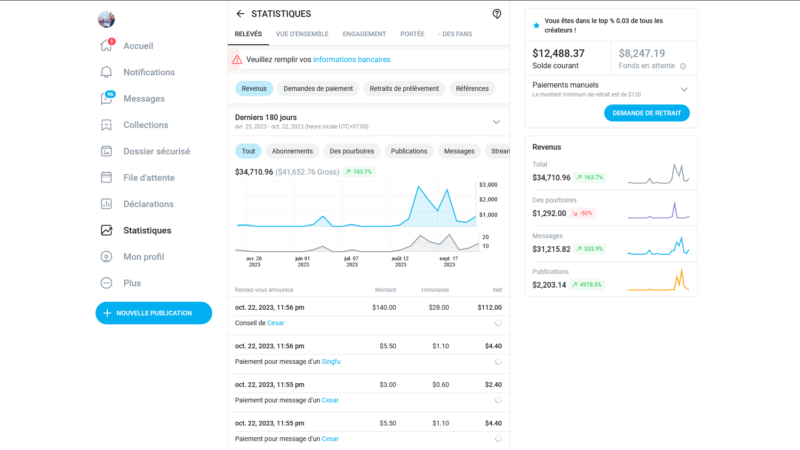 STATISTIQUES
RELEVÉS VUE D'ENSEMBLE ENGAGEMENT PORTÉE - DES FANS
Accueil
Notifications
94
Messages
Collections
Dossier sécurisé
File d'attente
Déclarations
Statistiques
Mon profil
Plus
NOUVELLE PUBLICATION
Veuillez remplir vos informations bancaires
Revenus Demandes de paiement Retraits de prélèvement Références
Derniers 180 jours
avr. 25, 2023 - oct. 22, 2023 (heure locale UTC+07:00)
Tout Abonnements Des pourboires Publications Messages Strean
$34,710.96 ($41,652.76 Gross) 163.7%
$3,000
$2,000
$1,000
20
10
avr. 26 2023 juin 01 2023 juil. 07 2023 août 12 2023 sept. 17 2023
Rendez-vous amoureux Montant Honoraires Net
oct. 22, 2023, 11:56 pm $140.00 $28.00 $112.00
Conseil de Cesar
oct. 22, 2023, 11:56 pm $5.50 $1.10 $4.40
Paiement pour message d'un Singfu
oct. 22, 2023, 11:55 pm $3.00 $0.60 $2.40
Paiement pour message d'un Cesar
oct. 22, 2023, 11:55 pm $5.50 $1.10 $4.40
Paiement pour message d'un Cesar
Vous êtes dans le top % 0.03 de tous les
créateurs !
$12,488.37 $8,247.19
Solde courant Fonds en attente
Paiements manuels
Le montant minimum de retrait est de $120
DEMANDE DE RETRAIT
Revenus
Total
$34,710.96 163.7%
Des pourboires
$1,292.00 -50%
Messages
$31,215.82 333.9%
Publications
$2,203.14 4978.5%